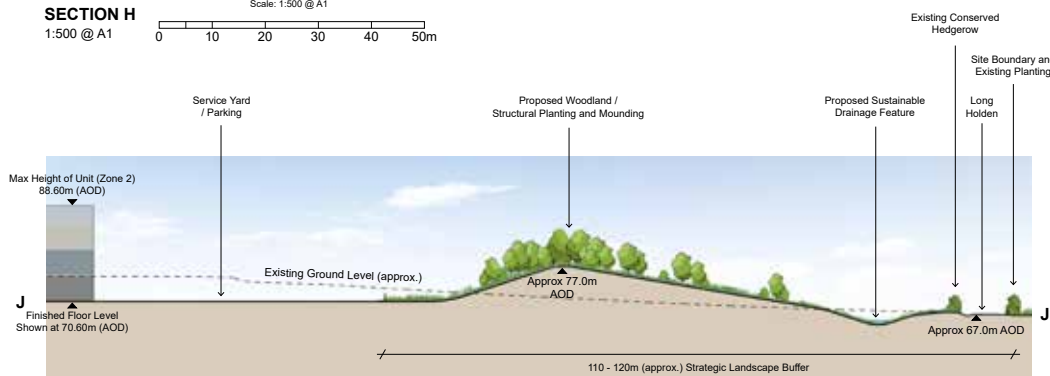 Scale: 1:500 @ A1
SECTION H
1:500 @ A1
0 10 20 30 40 50m
Existing Conserved
Hedgerow
Site Boundary an
Existing Planting
Service Yard
/ Parking
Proposed Woodland /
Structural Planting and Mounding
Proposed Sustainable
Drainage Feature
Long
Holden
Max Height of Unit (Zone 2)
88.60m (AOD)
Existing Ground Level (approx.)
Approx 77.0m
AOD
J
J
Finished Floor Level
Shown at 70.60m (AOD)
Approx 67.0m AOD
110 - 120m (approx.) Strategic Landscape Buffer